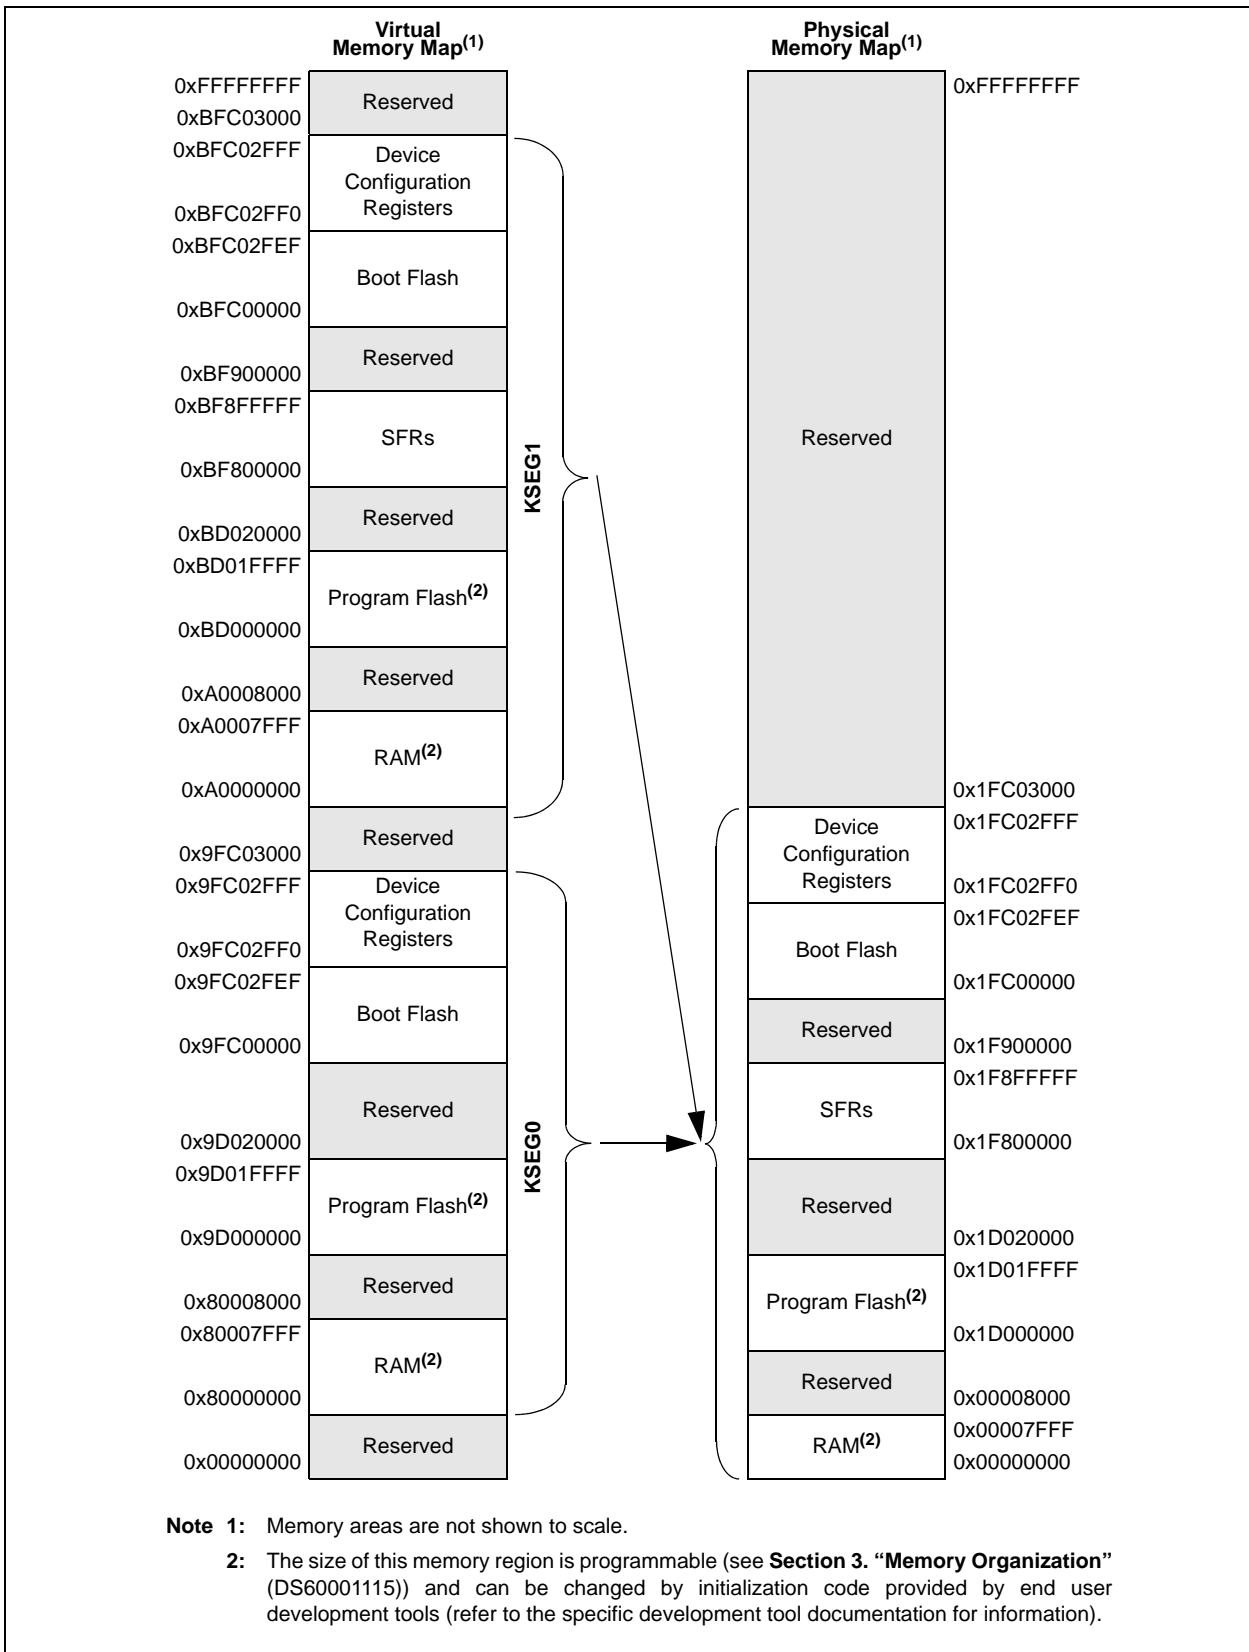 Virtual
Memory Map(1)
0xFFFFFFFF
Reserved
0xBFC03000
0xBFC02FFF
Device
Configuration
Registers
0xBFC02FF0
0xBFC02FEF
Boot Flash
0xBFC00000
Reserved
0xBF900000
0xBF8FFFFF
SFRs
0xBF800000
Reserved
0xBD020000
0xBD01FFFF
Program Flash(2)
0xBD000000
Reserved
0xA0008000
0xA0007FFF
RAM(2)
0xA0000000
Reserved
0x9FC03000
0x9FC02FFF
Device
Configuration
Registers
0x9FC02FF0
0x9FC02FEF
Boot Flash
0x9FC00000
Reserved
0x9D020000
0x9D01FFFF
Program Flash(2)
0x9D000000
Reserved
0x80008000
0x80007FFF
RAM(2)
0x80000000
Reserved
0x00000000
KSEG1
KSEG0
Physical
Memory Map(1)
0xFFFFFFFF
Reserved
0x1FC03000
0x1FC02FFF
Device
Configuration
Registers
0x1FC02FF0
0x1FC02FEF
Boot Flash
0x1FC00000
Reserved
0x1F900000
0x1F8FFFFF
SFRs
0x1F800000
Reserved
0x1D020000
0x1D01FFFF
Program Flash(2)
0x1D000000
Reserved
0x00008000
0x00007FFF
RAM(2)
0x00000000
Note 1: Memory areas are not shown to scale.
2: The size of this memory region is programmable (see Section 3. “Memory Organization”
(DS60001115)) and can be changed by initialization code provided by end user
development tools (refer to the specific development tool documentation for information).